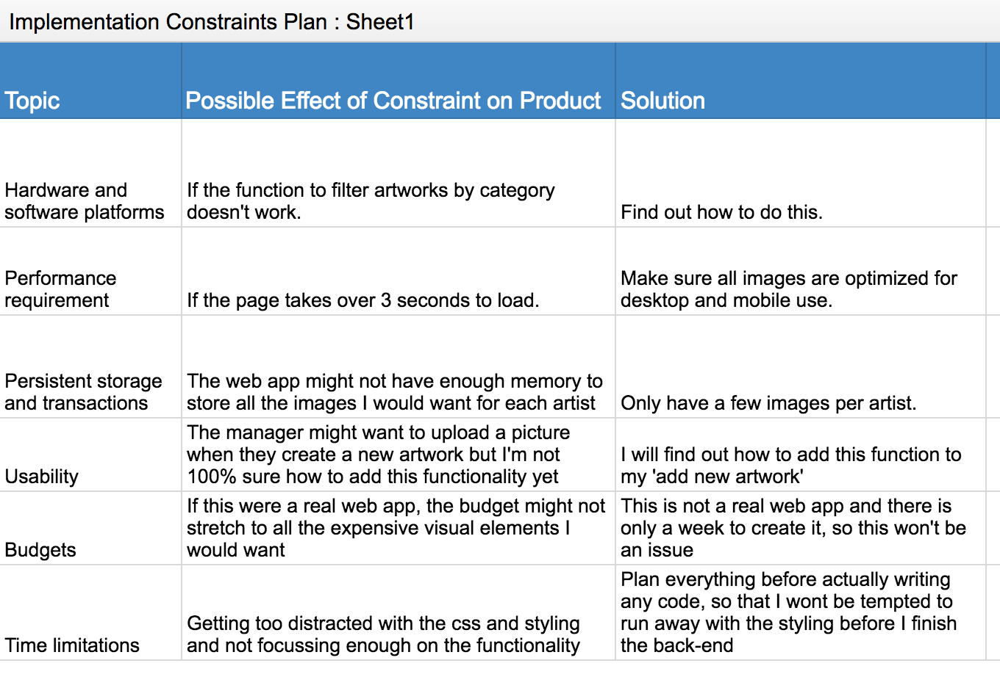 Implementation Constraints Plan : Sheet1
Topic
Possible Effect of Constraint on Product
Solution
Hardware and
software platforms
If the function to filter artworks by category
doesn't work.
Find out how to do this.
Performance
requirement
If the page takes over 3 seconds to load.
Make sure all images are optimized for
desktop and mobile use.
Persistent storage
and transactions
The web app might not have enough memory to
store all the images I would want for each artist
Only have a few images per artist.
Usability
The manager might want to upload a picture
when they create a new artwork but I'm not
100% sure how to add this functionality yet
I will find out how to add this function to
my 'add new artwork'
Budgets
If this were a real web app, the budget might not
stretch to all the expensive visual elements I
would want
This is not a real web app and there is
only a week to create it, so this won't be
an issue
Time limitations
Getting too distracted with the css and styling
and not focussing enough on the functionality
Plan everything before actually writing
any code, so that I wont be tempted to
run away with the styling before I finish
the back-end